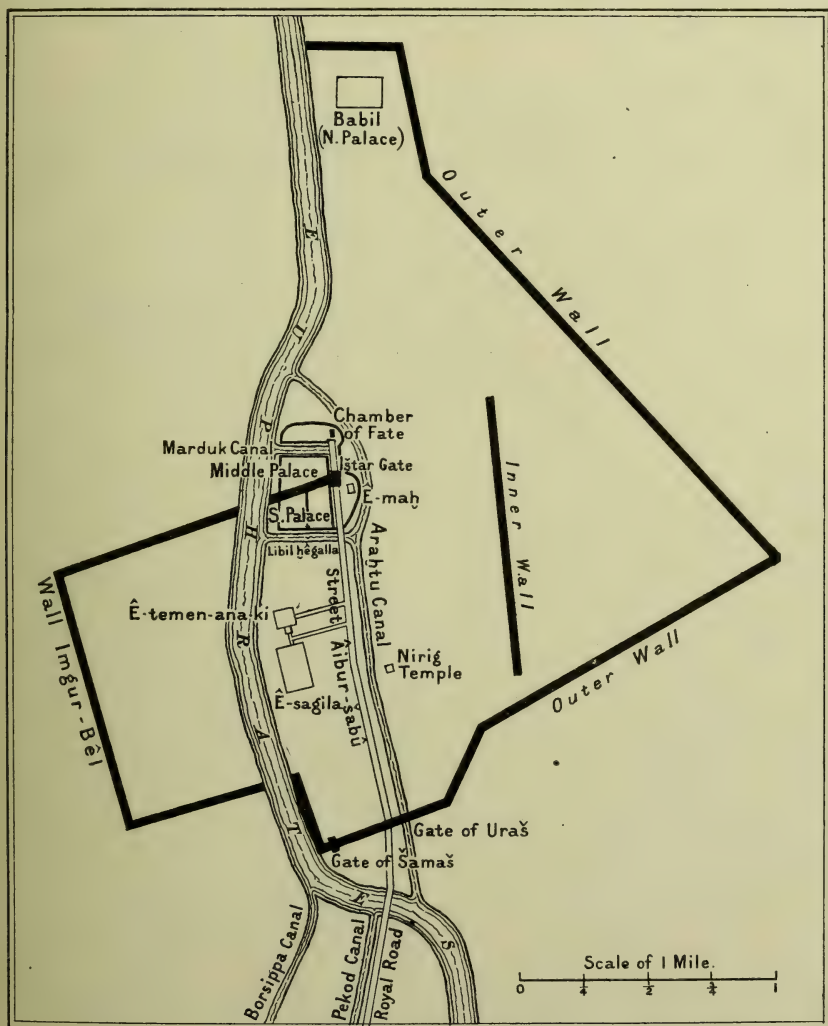 Babil
(N. Palace)
Outer Wall
EUPHRATES
Chamber
of Fate
Marduk Canal
Middle Palace
Ištar Gate
Ê-maḫ
S. Palace
Libil ḫêgalla
Inner Wall
Araḫtu Canal
Street Âibur-šabû
Wall Imgur-Bêl
Ê-temen-ana-ki
Nirig
Temple
Ê-sagila
Outer Wall
Gate of Uraš
Gate of Šamaš
Borsippa Canal
Pekod Canal
Royal Road
Scale of 1 Mile.
0 ¼ ½ ¾ 1